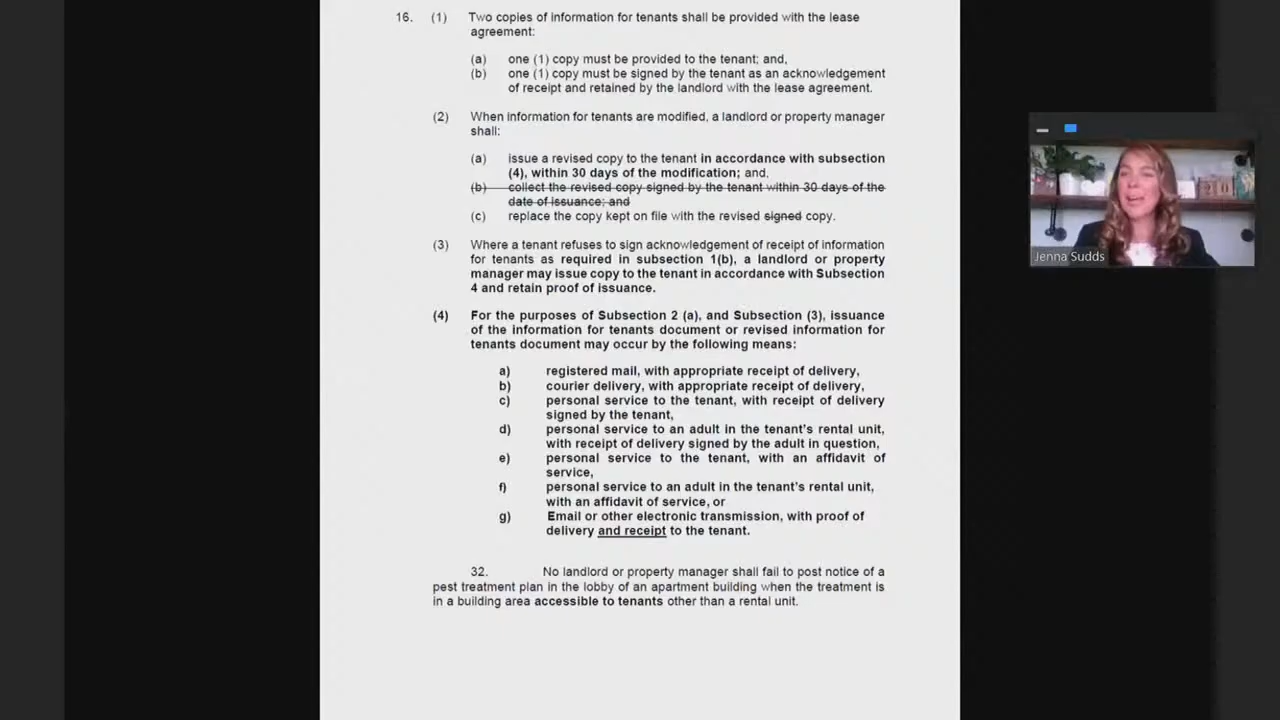 16. (1) Two copies of information for tenants shall be provided with the lease
agreement:
(a) one (1) copy must be provided to the tenant; and,
(b) one (1) copy must be signed by the tenant as an acknowledgement
of receipt and retained by the landlord with the lease agreement.
(2) When information for tenants are modified, a landlord or property manager
shall:
(a) issue a revised copy to the tenant in accordance with subsection
(4), within 30 days of the modification; and,
(b) collect the revised copy signed by the tenant within 30 days of the
date of issuance; and
(c) replace the copy kept on file with the revised signed copy.
(3) Where a tenant refuses to sign acknowledgement of receipt of information
for tenants as required in subsection 1(b), a landlord or property
manager may issue copy to the tenant in accordance with Subsection
4 and retain proof of issuance.
(4) For the purposes of Subsection 2 (a), and Subsection (3), issuance
of the information for tenants document or revised information for
tenants document may occur by the following means:
a) registered mail, with appropriate receipt of delivery,
b) courier delivery, with appropriate receipt of delivery,
c) personal service to the tenant, with receipt of delivery
signed by the tenant,
d) personal service to an adult in the tenant's rental unit,
with receipt of delivery signed by the adult in question,
e) personal service to the tenant, with an affidavit of
service,
f) personal service to an adult in the tenant's rental unit,
with an affidavit of service, or
g) Email or other electronic transmission, with proof of
delivery and receipt to the tenant.
32. No landlord or property manager shall fail to post notice of a
pest treatment plan in the lobby of an apartment building when the treatment is
in a building area accessible to tenants other than a rental unit.
Jenna Sudds